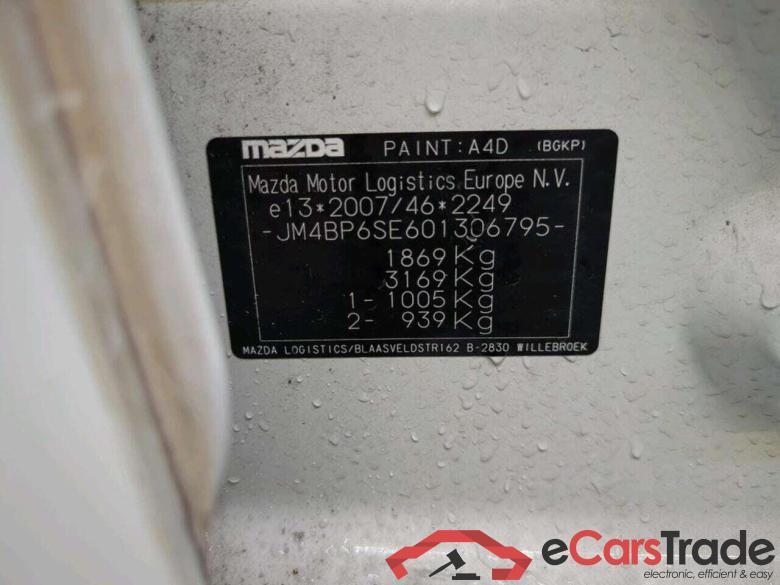 mazda PAINT:A4D (BGKP)
Mazda Motor Logistics Europe N.V.
e13*2007/46*2249
-JM4BP6SE601306795-
1869 Kg
3169 Kg
1- 1005 Kg
2- 939 Kg
MAZDA LOGISTICS/BLAASVELDSTR162 B-2830 WILLEBROEK
eCarsTrade
electronic, efficient & easy